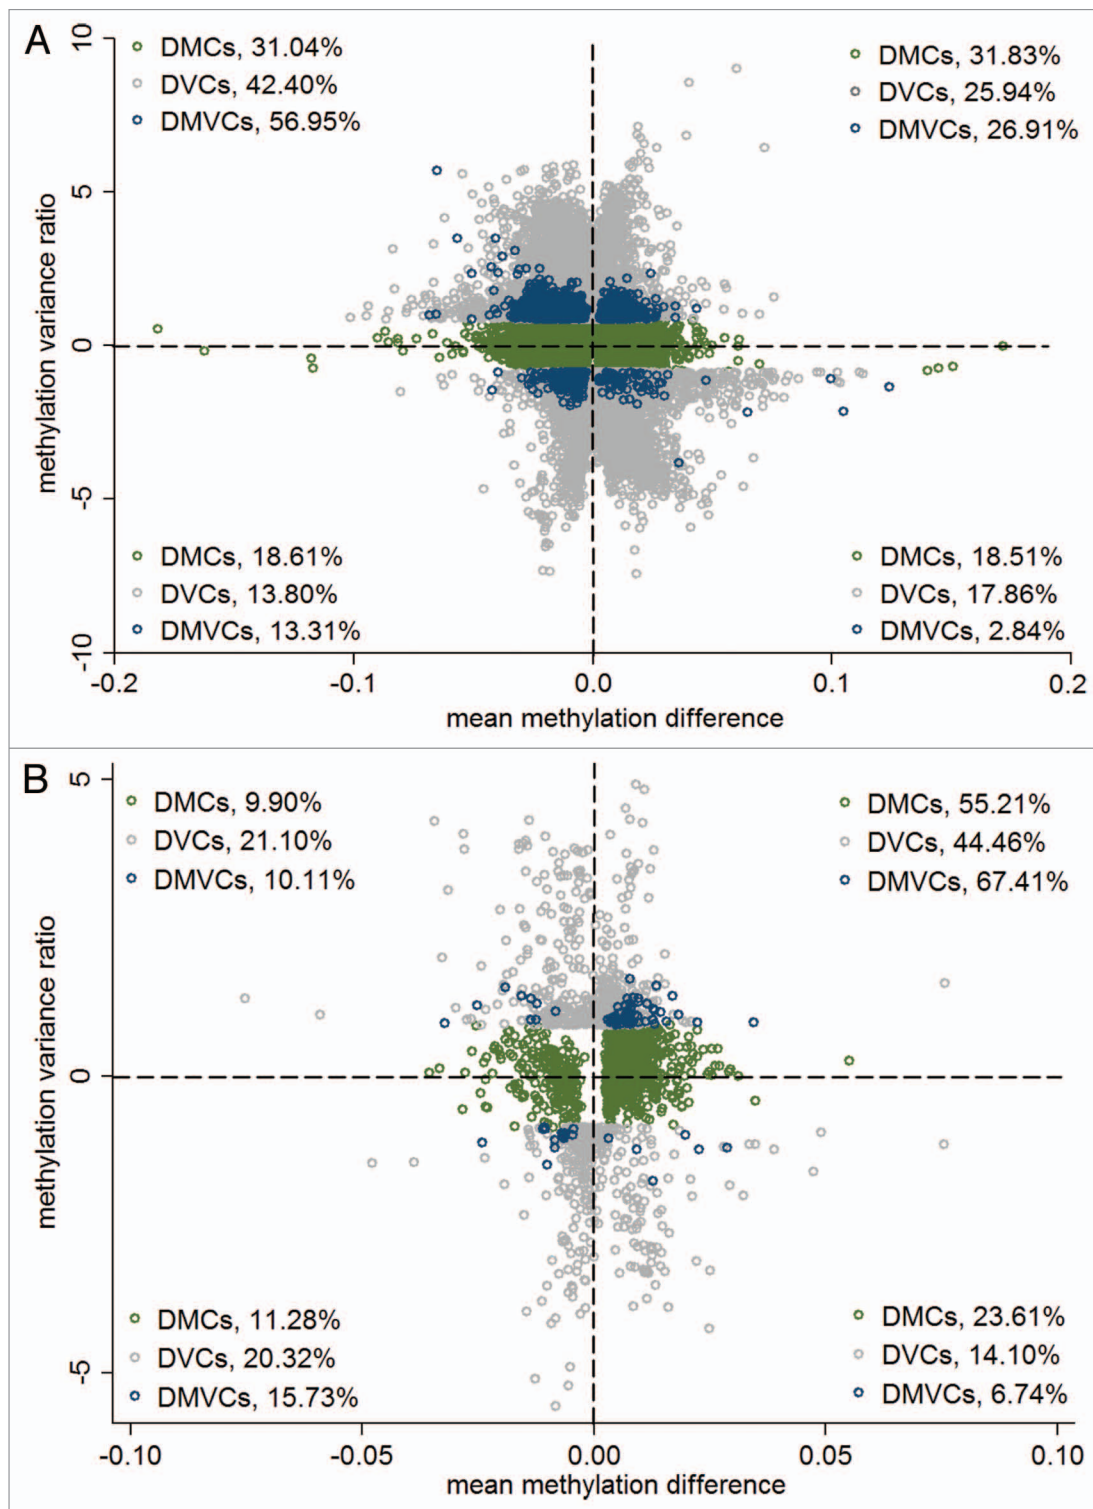 A
DMCs, 31.04%
DVCs, 42.40%
DMVCs, 56.95%
DMCs, 31.83%
DVCs, 25.94%
DMVCs, 26.91%
10
5
0
-5
-10
methylation variance ratio
DMCs, 18.61%
DVCs, 13.80%
DMVCs, 13.31%
DMCs, 18.51%
DVCs, 17.86%
DMVCs, 2.84%
-0.2 -0.1 0.0 0.1 0.2
mean methylation difference
B
DMCs, 9.90%
DVCs, 21.10%
DMVCs, 10.11%
DMCs, 55.21%
DVCs, 44.46%
DMVCs, 67.41%
5
0
-5
methylation variance ratio
DMCs, 11.28%
DVCs, 20.32%
DMVCs, 15.73%
DMCs, 23.61%
DVCs, 14.10%
DMVCs, 6.74%
-0.10 -0.05 0.00 0.05 0.10
mean methylation difference